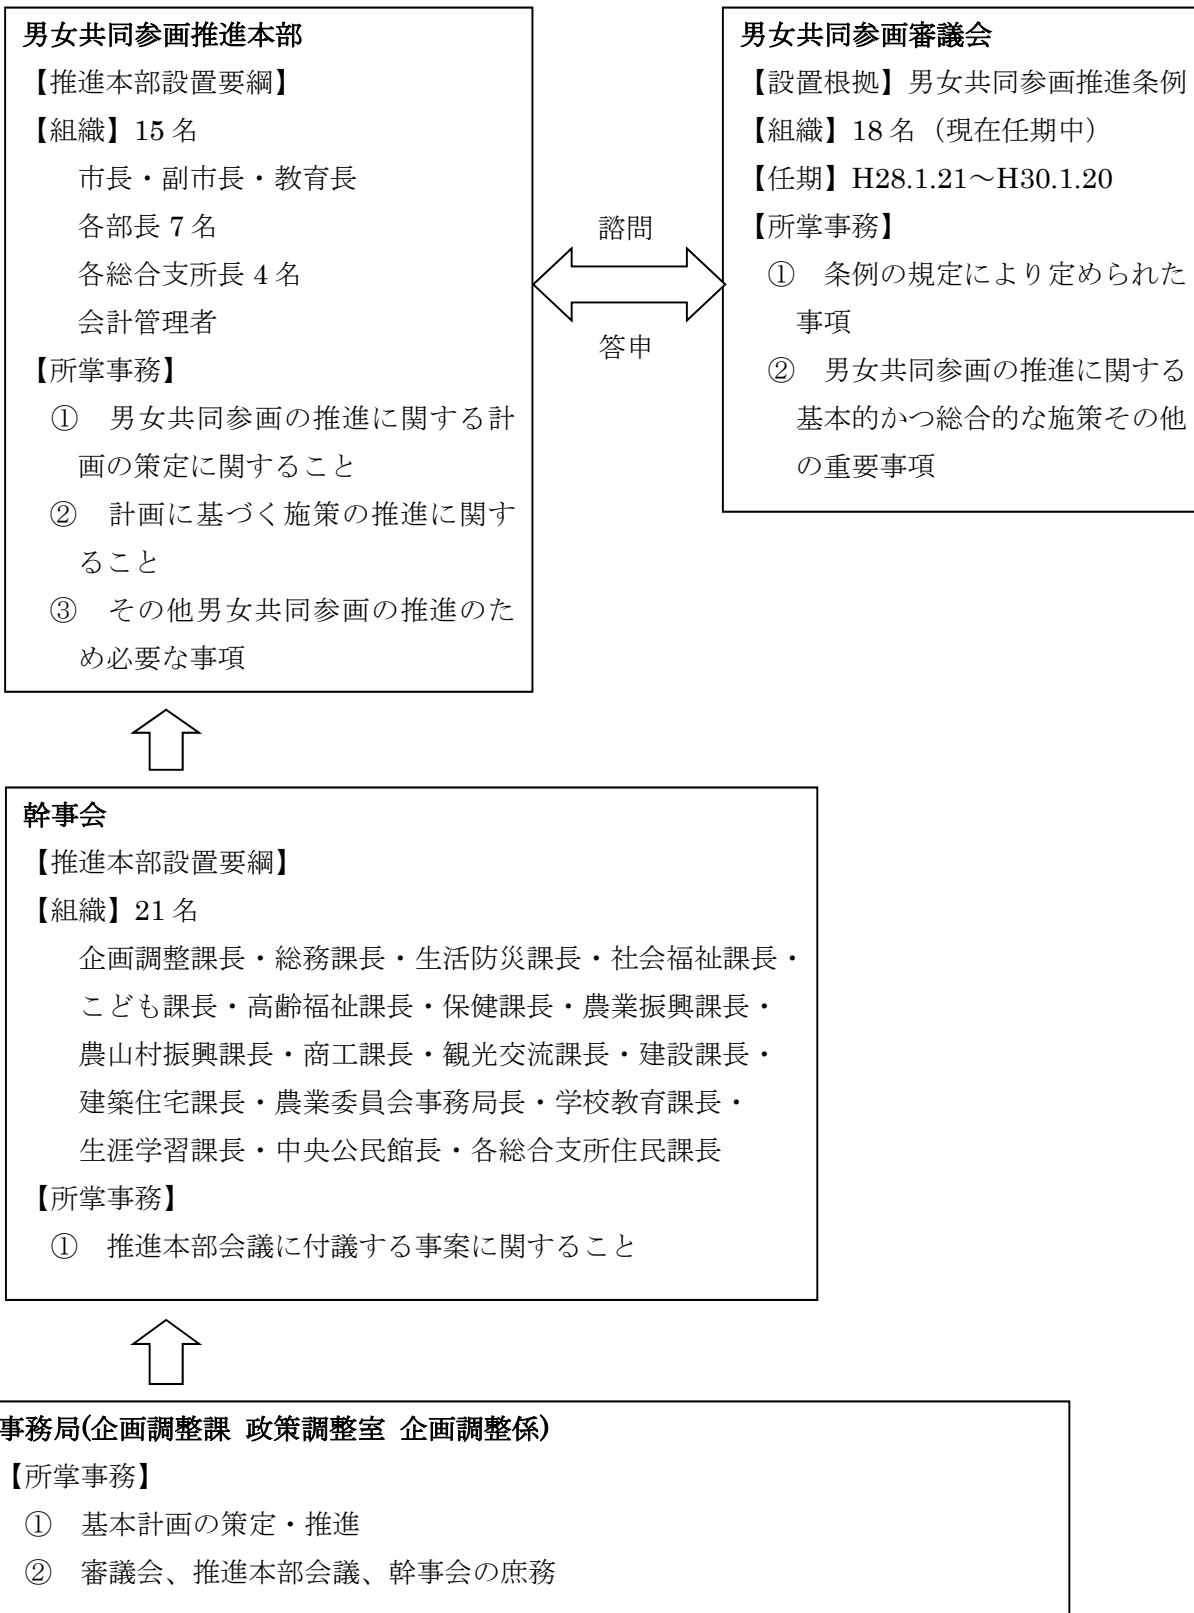 男女共同参画推進本部
【推進本部設置要綱】
【組織】15 名
市長・副市長・教育長
各部長 7 名
各総合支所長 4 名
会計管理者
【所掌事務】
① 男女共同参画の推進に関する計
画の策定に関すること
② 計画に基づく施策の推進に関す
ること
③ その他男女共同参画の推進のた
め必要な事項
諮問
答申
男女共同参画審議会
【設置根拠】男女共同参画推進条例
【組織】18 名（現在任期中）
【任期】H28.1.21～H30.1.20
【所掌事務】
① 条例の規定により定められた
事項
② 男女共同参画の推進に関する
基本的かつ総合的な施策その他
の重要事項
幹事会
【推進本部設置要綱】
【組織】21 名
企画調整課長・総務課長・生活防災課長・社会福祉課長・
こども課長・高齢福祉課長・保健課長・農業振興課長・
農山村振興課長・商工課長・観光交流課長・建設課長・
建築住宅課長・農業委員会事務局長・学校教育課長・
生涯学習課長・中央公民館長・各総合支所住民課長
【所掌事務】
① 推進本部会議に付議する事案に関すること
事務局(企画調整課 政策調整室 企画調整係)
【所掌事務】
① 基本計画の策定・推進
② 審議会、推進本部会議、幹事会の庶務